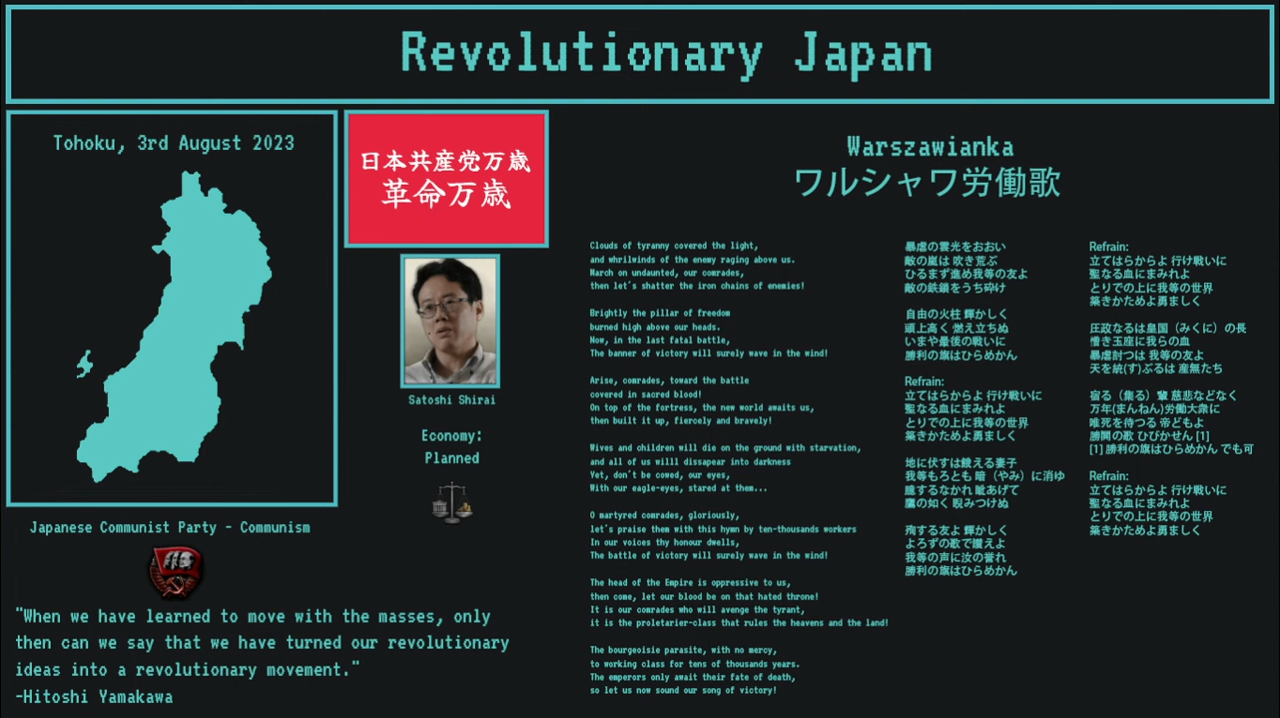 Revolutionary Japan
Tohoku, 3rd August 2023
日本共産党万歳
革命万歳
Satoshi Shirai
Economy:
Planned
Japanese Communist Party - Communism
"When we have learned to move with the masses, only
then can we say that we have turned our revolutionary
ideas into a revolutionary movement."
-Hitoshi Yamakawa
Warszawianka
ワルシャワ労働歌
Clouds of tyranny covered the light,
and whrilwinds of the enemy raging above us.
March on undaunted, our comrades,
then let's shatter the iron chains of enemies!
Brightly the pillar of freedom
burned high above our heads.
Now, in the last fatal battle,
The banner of victory will surely wave in the wind!
Arise, comrades, toward the battle
covered in sacred blood!
On top of the fortress, the new world awaits us,
then built it up, fiercely and bravely!
Wives and children will die on the ground with starvation,
and all of us willl dissapear into darkness
Yet, don't be cowed, our eyes,
With our eagle-eyes, stared at them...
O martyred comrades, gloriously,
let's praise them with this hymn by ten-thousands workers
In our voices thy honour dwells,
The battle of victory will surely wave in the wind!
The head of the Empire is oppressive to us,
then come, let our blood be on that hated throne!
It is our comrades who will avenge the tyrant,
it is the proletarier-class that rules the heavens and the land!
The bourgeoisie parasite, with no mercy,
to working class for tens of thousands years.
The emperors only await their fate of death,
so let us now sound our song of victory!
暴虐の雲光をおおい
敵の嵐は 吹き荒ぶ
ひるまず進め我等の友よ
敵の鉄鎖をうち砕け
自由の火柱 輝かしく
頭上高く 燃え立ちぬ
いまや最後の戦いに
勝利の旗はひらめかん
Refrain:
立てはらからよ 行け戦いに
聖なる血にまみれよ
とりでの上に我等の世界
築きかためよ勇ましく
地に伏すは餓える妻子
我等もろとも 暗（やみ）に消ゆ
臆するなかれ 眦あげて
鷹の如く 睨みつけぬ
殉する友よ 輝かしく
よろずの歌で讃えよ
我等の声に汝の誉れ
勝利の旗はひらめかん
Refrain:
立てはらからよ 行け戦いに
聖なる血にまみれよ
とりでの上に我等の世界
築きかためよ勇ましく
圧政なるは皇国（みくに）の長
憎き玉座に我らの血
暴虐討つは 我等の友よ
天を統(す)ぶるは 産無たち
宿る（集る）輩 慈悲などなく
万年(まんねん)労働大衆に
唯死を待つる 帝どもよ
勝鬨の歌 ひびかせん [1]
[1] 勝利の旗はひらめかん でも可
Refrain:
立てはらからよ 行け戦いに
聖なる血にまみれよ
とりでの上に我等の世界
築きかためよ勇ましく